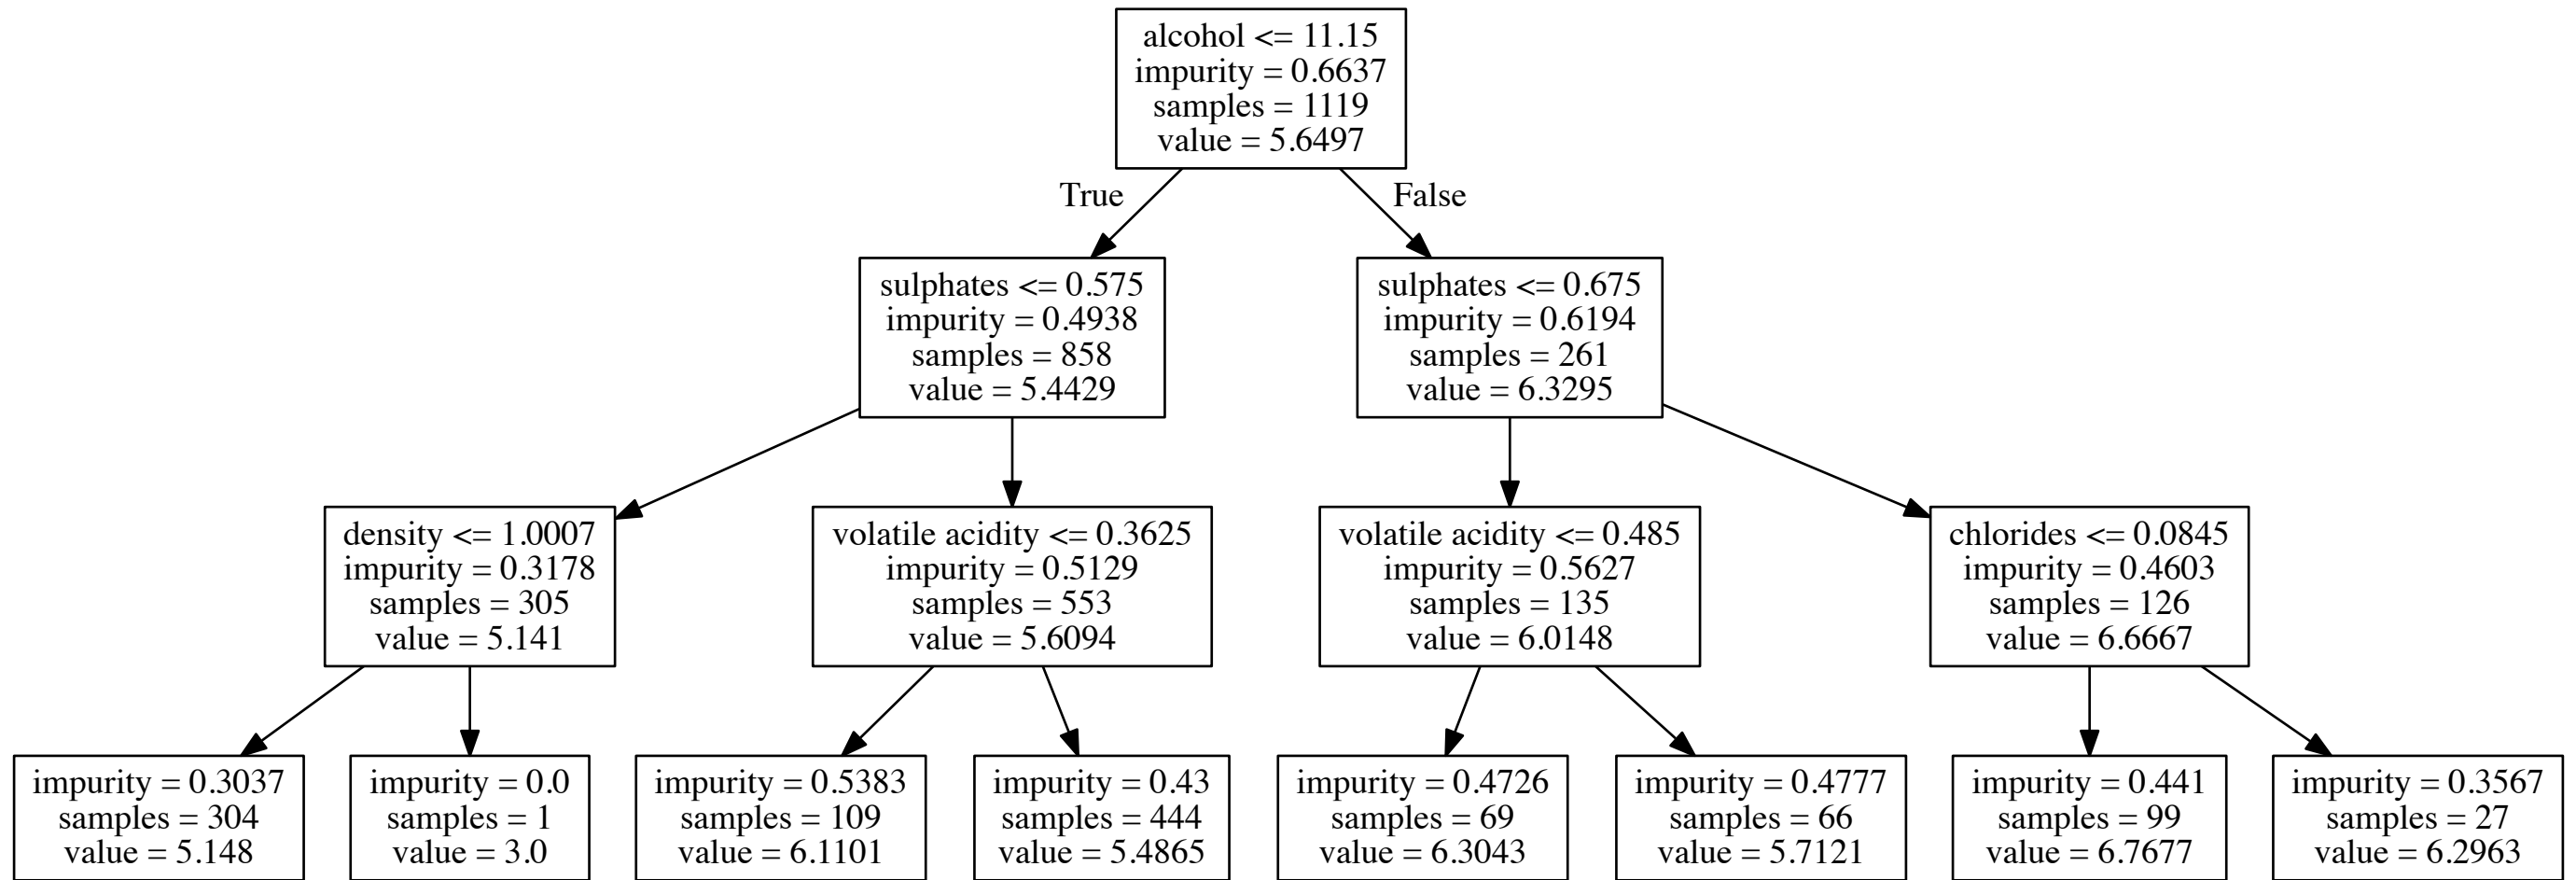 alcohol <= 11.15
impurity = 0.6637
samples = 1119
value = 5.6497
True
False
sulphates <= 0.575
impurity = 0.4938
samples = 858
value = 5.4429
sulphates <= 0.675
impurity = 0.6194
samples = 261
value = 6.3295
density <= 1.0007
impurity = 0.3178
samples = 305
value = 5.141
volatile acidity <= 0.3625
impurity = 0.5129
samples = 553
value = 5.6094
volatile acidity <= 0.485
impurity = 0.5627
samples = 135
value = 6.0148
chlorides <= 0.0845
impurity = 0.4603
samples = 126
value = 6.6667
impurity = 0.3037
samples = 304
value = 5.148
impurity = 0.0
samples = 1
value = 3.0
impurity = 0.5383
samples = 109
value = 6.1101
impurity = 0.43
samples = 444
value = 5.4865
impurity = 0.4726
samples = 69
value = 6.3043
impurity = 0.4777
samples = 66
value = 5.7121
impurity = 0.441
samples = 99
value = 6.7677
impurity = 0.3567
samples = 27
value = 6.2963